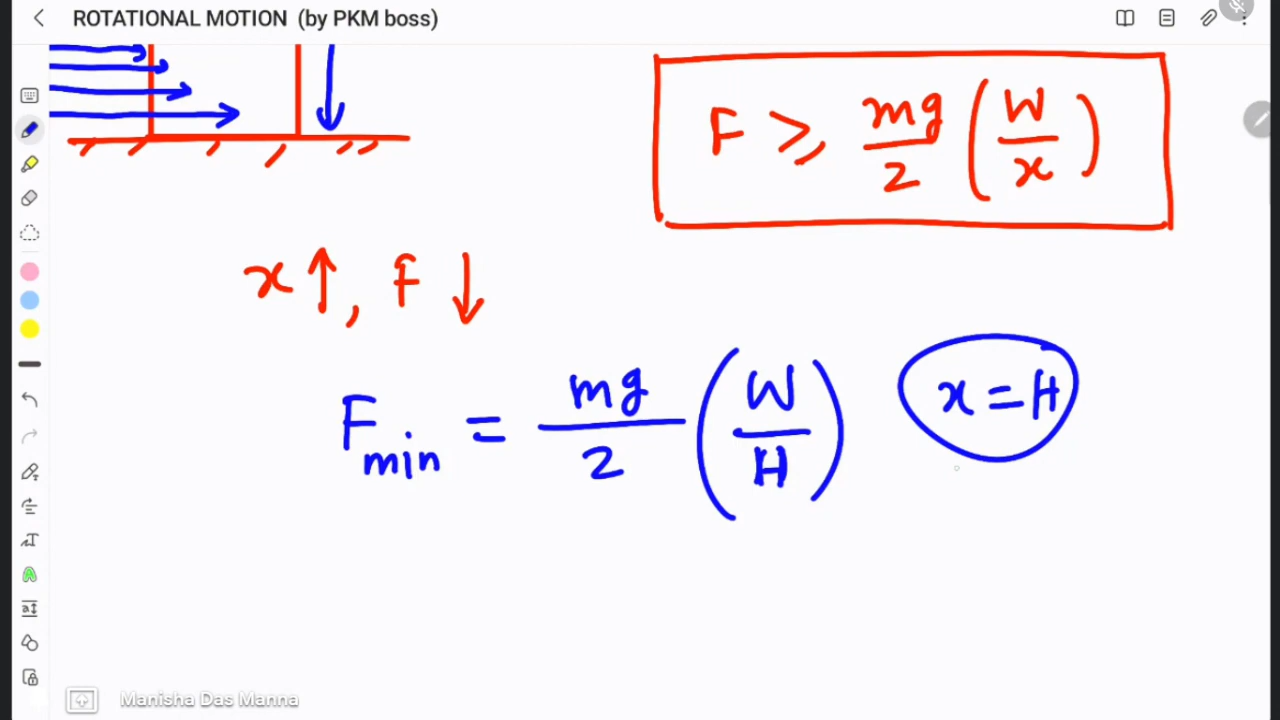 ROTATIONAL MOTION (by PKM boss)
F ⩾ mg/2 (W/x)
x ↑, F ↓
F_min = mg/2 (W/H)
x = H
Manisha Das Manna